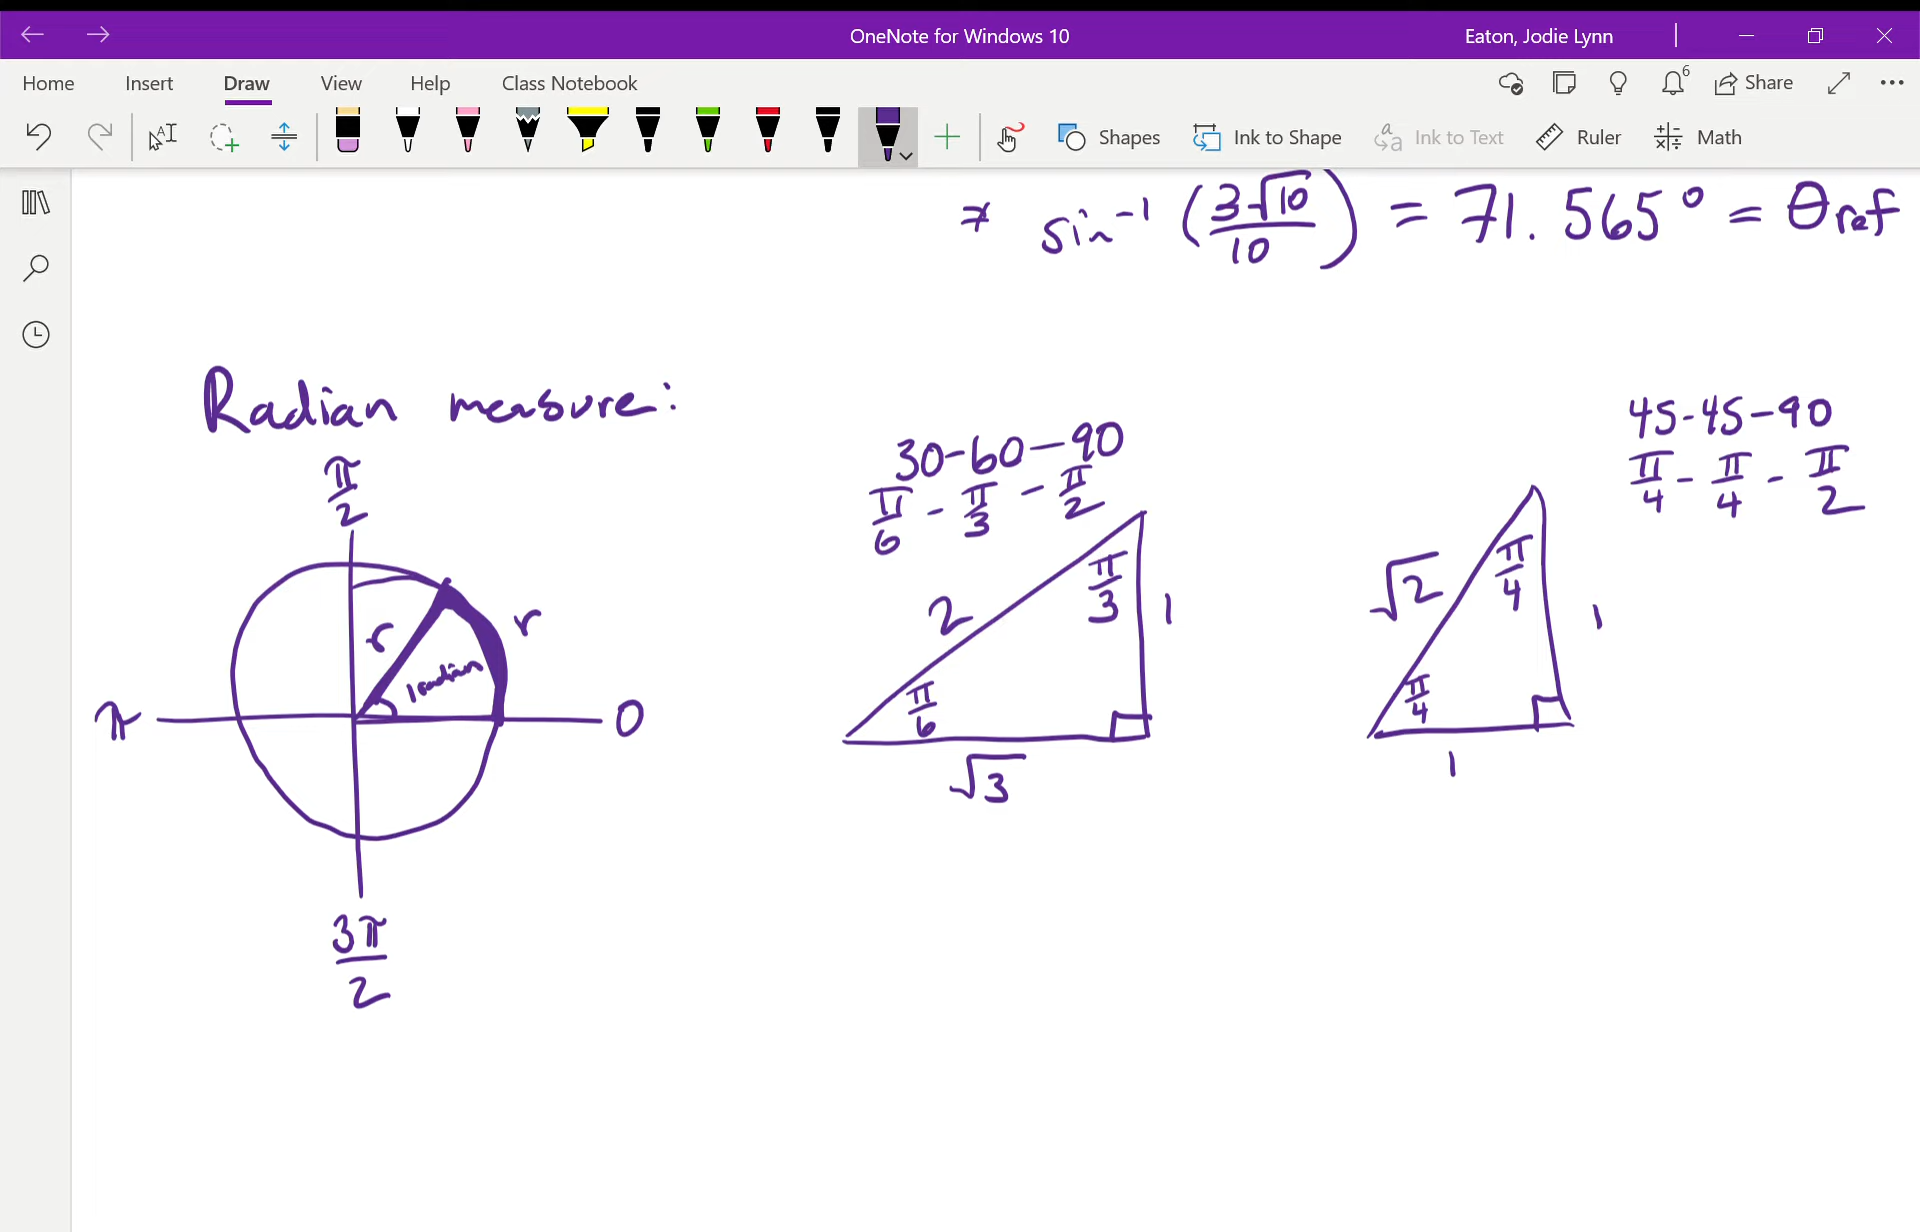 OneNote for Windows 10
Eaton, Jodie Lynn
Home Insert Draw View Help Class Notebook
6
Share
Shapes Ink to Shape Ink to Text Ruler Math
* sin⁻¹ (3√10/10) = 71.565° = θref
Radian measure:
π/2
π
0
3π/2
r
r
1 radian
30-60-90
π/6 - π/3 - π/2
2
π/3
1
π/6
√3
45-45-90
π/4 - π/4 - π/2
√2
π/4
1
π/4
1